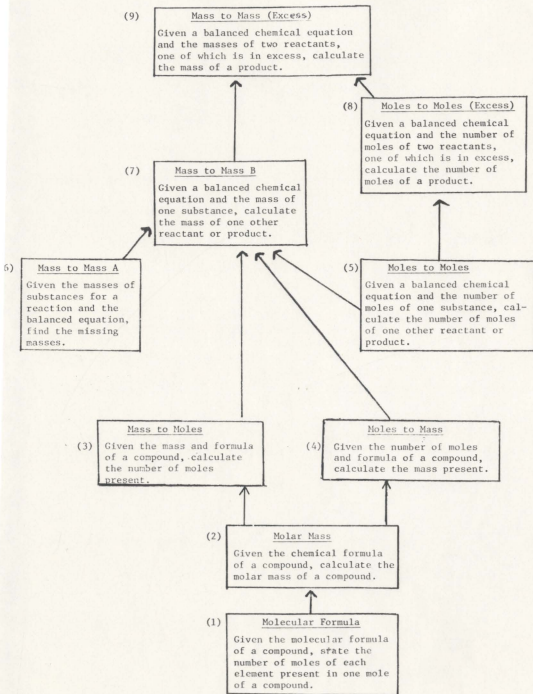 (9) Mass to Mass (Excess)
Given a balanced chemical equation
and the masses of two reactants,
one of which is in excess, calculate
the mass of a product.
(8) Moles to Moles (Excess)
Given a balanced chemical
equation and the number of
moles of two reactants,
one of which is in excess,
calculate the number of
moles of a product.
(7) Mass to Mass B
Given a balanced chemical
equation and the mass of
one substance, calculate
the mass of one other
reactant or product.
6) Mass to Mass A
Given the masses of
substances for a
reaction and the
balanced equation,
find the missing
masses.
(5) Moles to Moles
Given a balanced chemical
equation and the number of
moles of one substance, cal-
culate the number of moles
of one other reactant or
product.
(3) Mass to Moles
Given the mass and formula
of a compound, calculate
the number of moles
present.
(4) Moles to Mass
Given the number of moles
and formula of a compound,
calculate the mass present.
(2) Molar Mass
Given the chemical formula
of a compound, calculate the
molar mass of a compound.
(1) Molecular Formula
Given the molecular formula
of a compound, state the
number of moles of each
element present in one mole
of a compound.